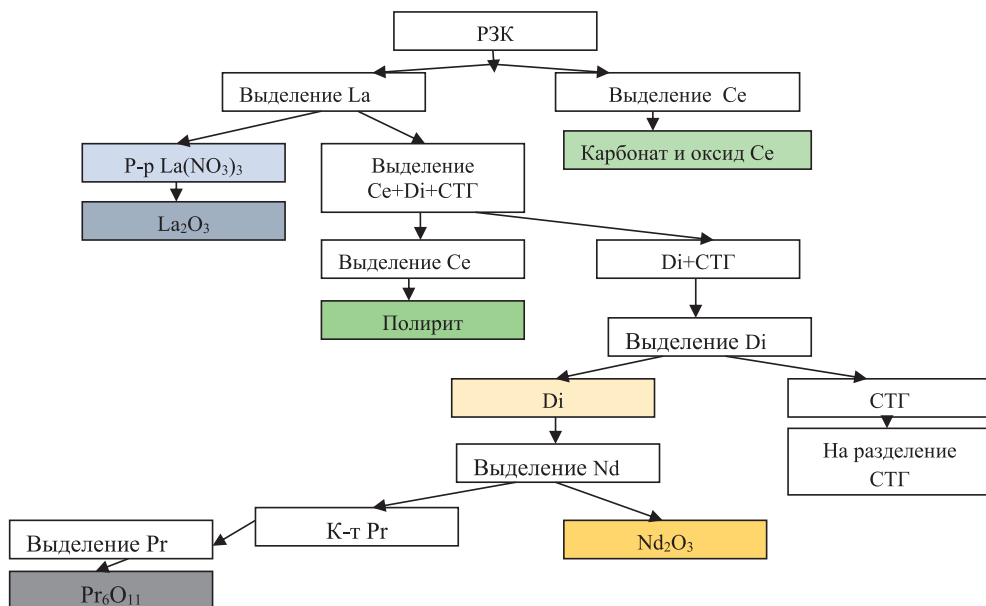 РЗК
Выделение La
Выделение Ce
Р-р La(NO₃)₃
Выделение
Ce+Di+СТГ
Карбонат и оксид Ce
La₂O₃
Выделение Ce
Di+СТГ
Полирит
Выделение Di
Di
СТГ
Выделение Nd
На разделение
СТГ
К-т Pr
Выделение Pr
Nd₂O₃
Pr₆O₁₁